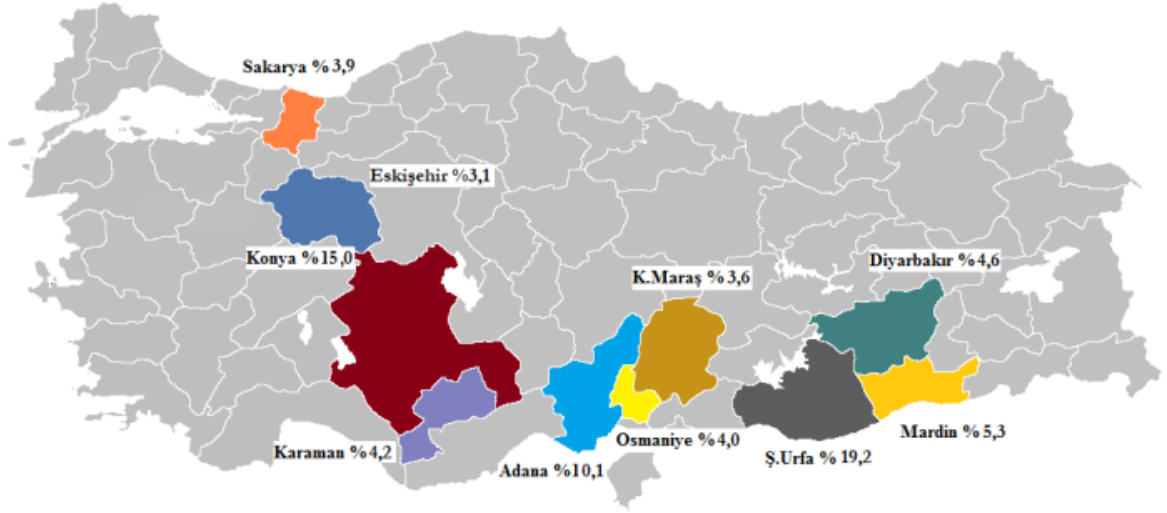 Sakarya % 3,9
Eskişehir %3,1
Konya %15,0
Diyarbakır %4,6
K.Maraş % 3,6
Mardin % 5,3
Osmaniye %4,0
Karaman %4,2
Ş.Urfa % 19,2
Adana %10,1